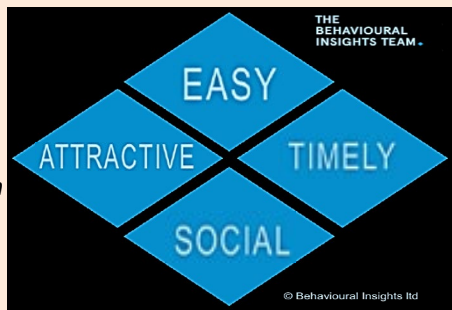 THE
BEHAVIOURAL
INSIGHTS TEAM.
EASY
ATTRACTIVE
TIMELY
SOCIAL
© Behavioural Insights ltd